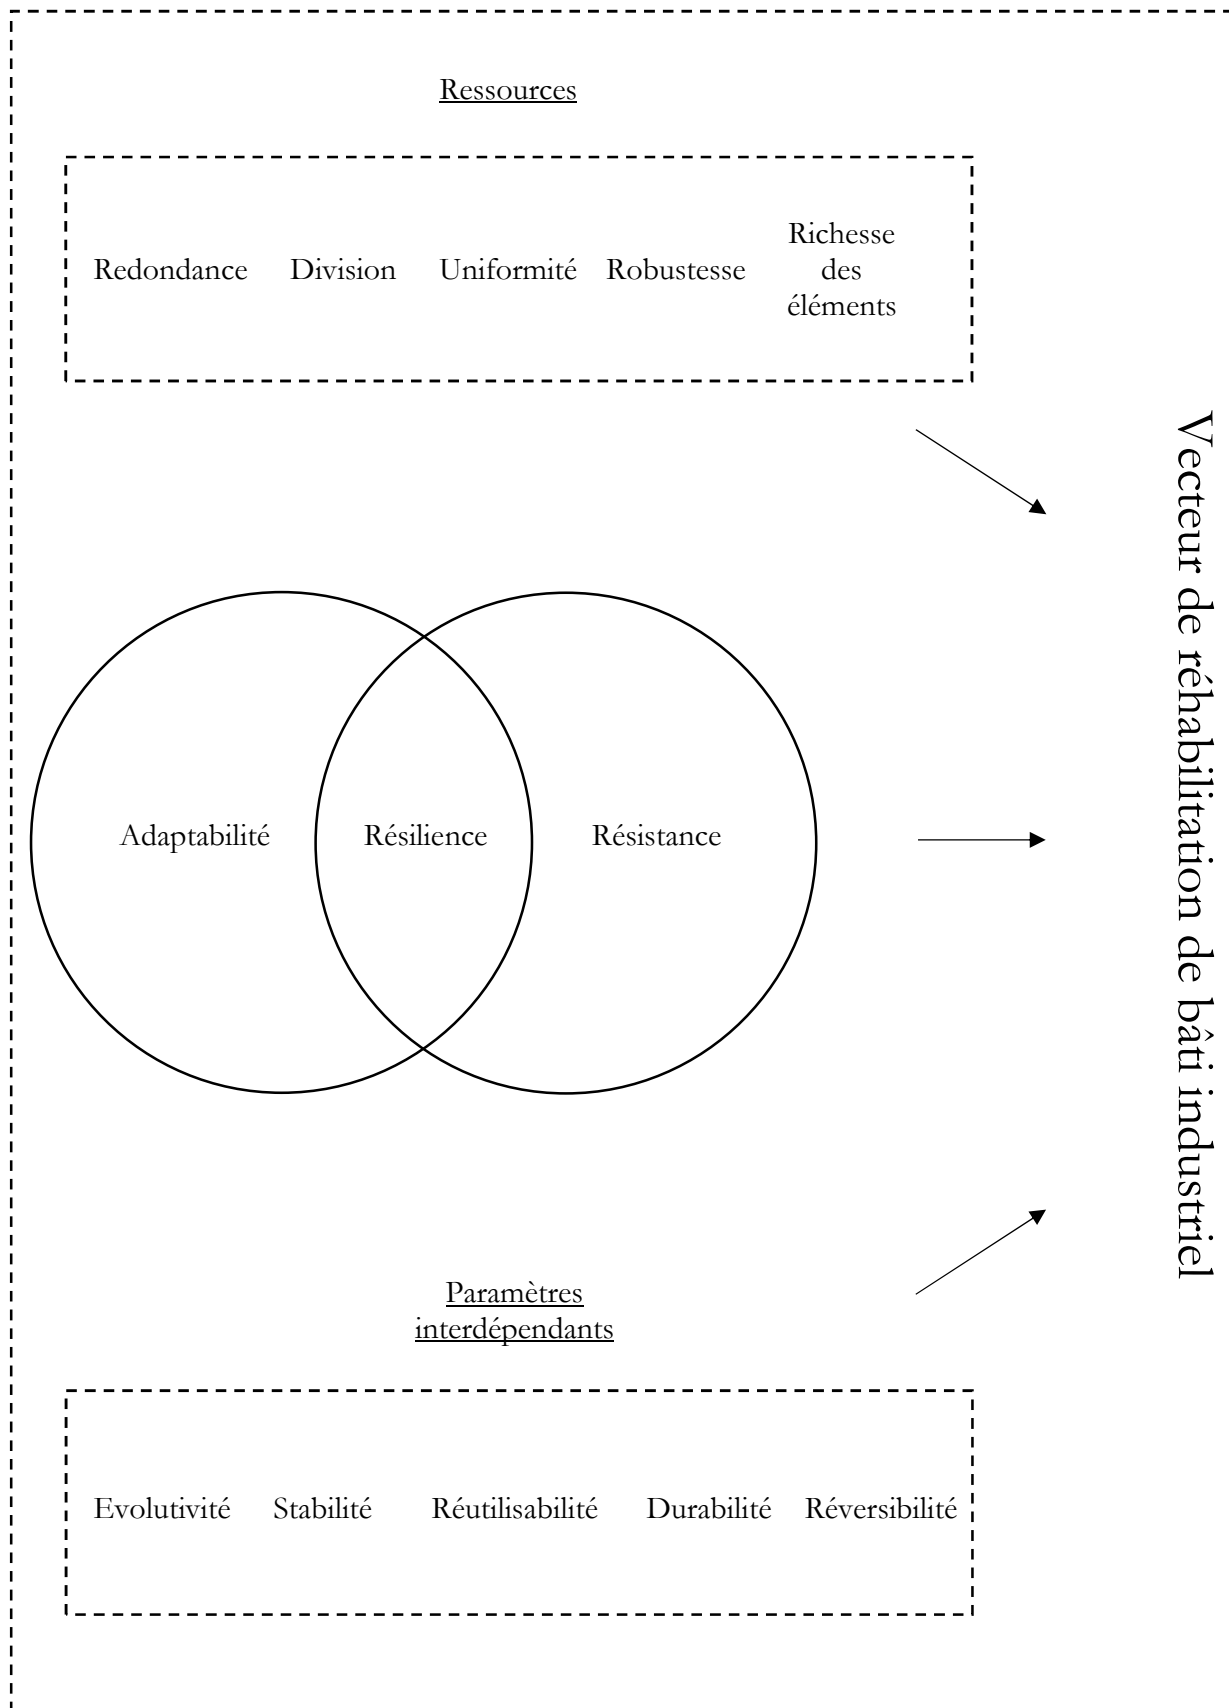 Ressources
Redondance Division Uniformité Robustesse Richesse
des
éléments
Adaptabilité Résilience Résistance
Vecteur de réhabilitation de bâti industriel
Paramètres
interdépendants
Evolutivité Stabilité Réutilisabilité Durabilité Réversibilité